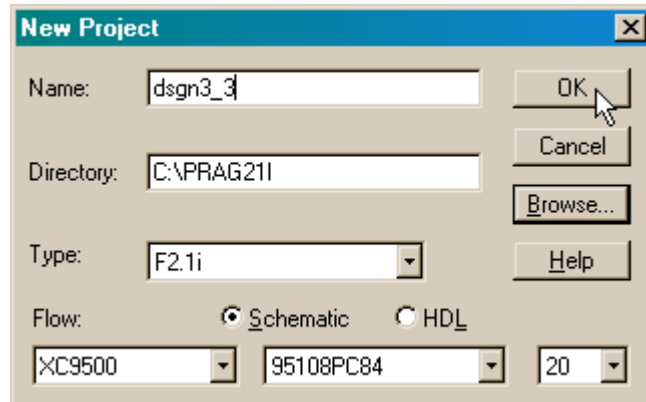 New Project
Name: dsgn3_3 OK
Cancel
Directory: C:\PRAG21I
Browse...
Type: F2.1i Help
Flow: Schematic HDL
XC9500 95108PC84 20